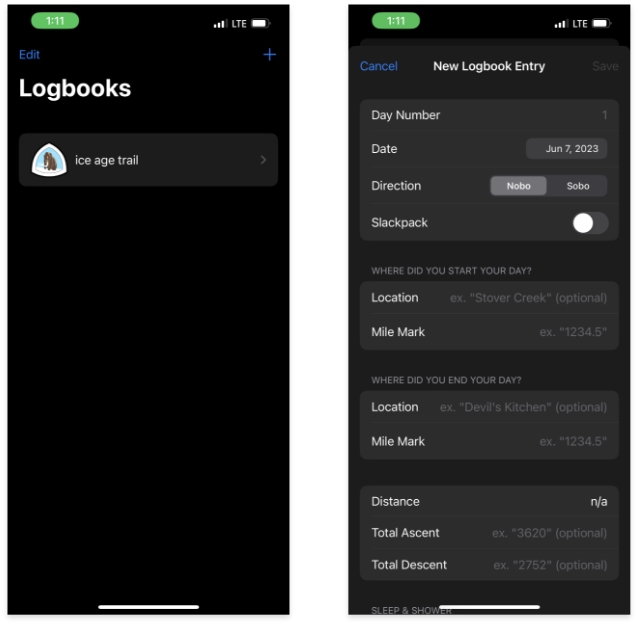 1:11
LTE
Edit
+
Logbooks
ice age trail
1:11
LTE
Cancel New Logbook Entry Save
Day Number 1
Date Jun 7, 2023
Direction Nobo Sobo
Slackpack
WHERE DID YOU START YOUR DAY?
Location ex. "Stover Creek" (optional)
Mile Mark ex. "1234.5"
WHERE DID YOU END YOUR DAY?
Location ex. "Devil's Kitchen" (optional)
Mile Mark ex. "1234.5"
Distance n/a
Total Ascent ex. "3620" (optional)
Total Descent ex. "2752" (optional)
SLEEP & SHOWER